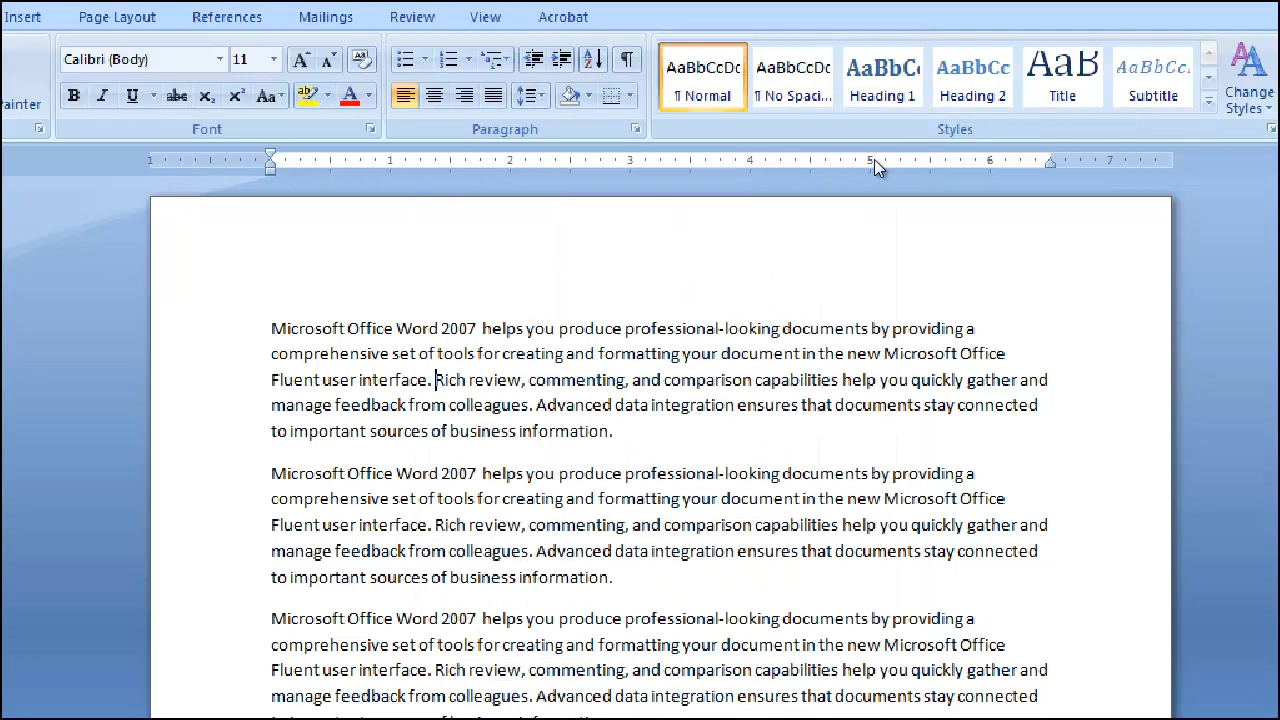 Insert Page Layout References Mailings Review View Acrobat
Calibri (Body) 11
AaBbCcDc AaBbCcDc AaBbC AaBbCc AaB AaBbCc.
ainter B I U abc X₂ X² Aa ab A ¶ Normal ¶ No Spaci... Heading 1 Heading 2 Title Subtitle Change Styles
Font Paragraph Styles
1 1 2 3 4 5 6 7
Microsoft Office Word 2007 helps you produce professional-looking documents by providing a
comprehensive set of tools for creating and formatting your document in the new Microsoft Office
Fluent user interface. Rich review, commenting, and comparison capabilities help you quickly gather and
manage feedback from colleagues. Advanced data integration ensures that documents stay connected
to important sources of business information.
Microsoft Office Word 2007 helps you produce professional-looking documents by providing a
comprehensive set of tools for creating and formatting your document in the new Microsoft Office
Fluent user interface. Rich review, commenting, and comparison capabilities help you quickly gather and
manage feedback from colleagues. Advanced data integration ensures that documents stay connected
to important sources of business information.
Microsoft Office Word 2007 helps you produce professional-looking documents by providing a
comprehensive set of tools for creating and formatting your document in the new Microsoft Office
Fluent user interface. Rich review, commenting, and comparison capabilities help you quickly gather and
manage feedback from colleagues. Advanced data integration ensures that documents stay connected